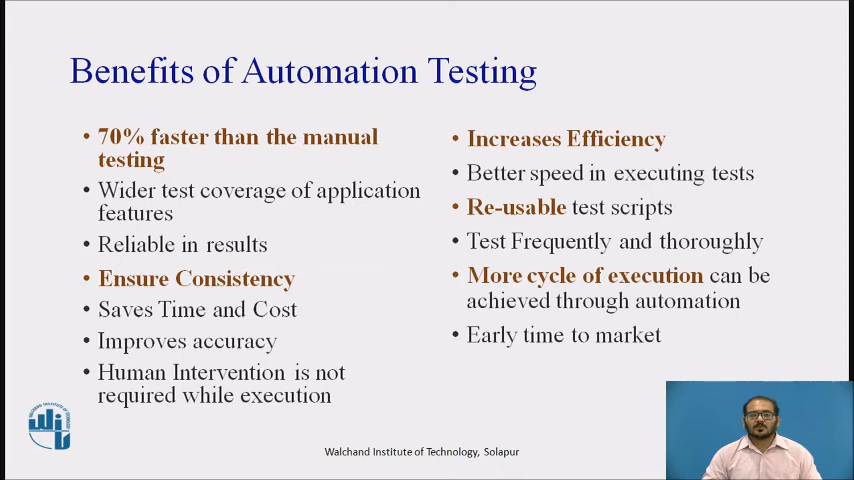 Benefits of Automation Testing
• 70% faster than the manual
testing
• Wider test coverage of application
features
• Reliable in results
• Ensure Consistency
• Saves Time and Cost
• Improves accuracy
• Human Intervention is not
required while execution
• Increases Efficiency
• Better speed in executing tests
• Re-usable test scripts
• Test Frequently and thoroughly
• More cycle of execution can be
achieved through automation
• Early time to market
Walchand Institute of Technology, Solapur